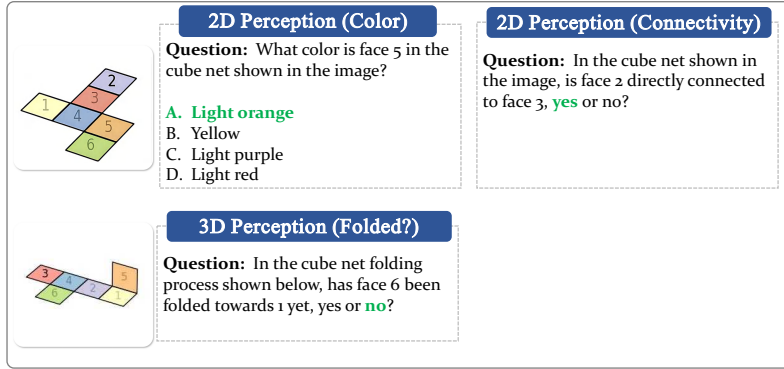 2D Perception (Color)
Question: What color is face 5 in the
cube net shown in the image?
A. Light orange
B. Yellow
C. Light purple
D. Light red
2D Perception (Connectivity)
Question: In the cube net shown in
the image, is face 2 directly connected
to face 3, yes or no?
2
3
1
4
5
6
3D Perception (Folded?)
Question: In the cube net folding
process shown below, has face 6 been
folded towards 1 yet, yes or no?
3
4
5
6
2
1